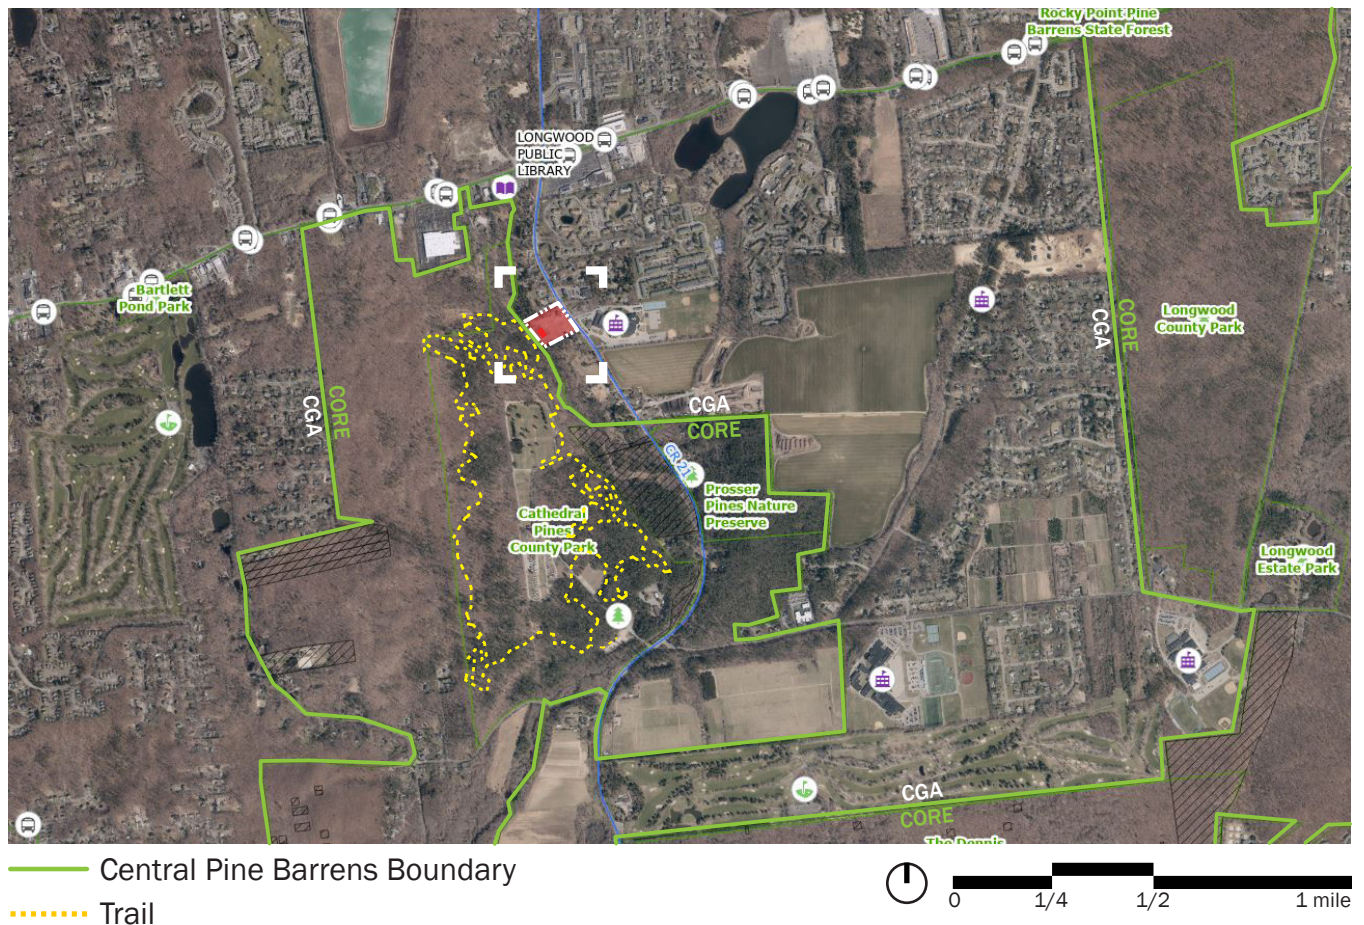 Rocky Point Pine
Barrens State Forest
LONGWOOD
PUBLIC
LIBRARY
Bartlett
Pond Park
Longwood
County Park
CORE
CGA
CORE
CGA
CGA
CORE
CR 21
Prosser
Pines Nature
Preserve
Cathedral
Pines
County Park
Longwood
Estate Park
CGA
CORE
The Dennis
Central Pine Barrens Boundary
Trail
0 1/4 1/2 1 mile